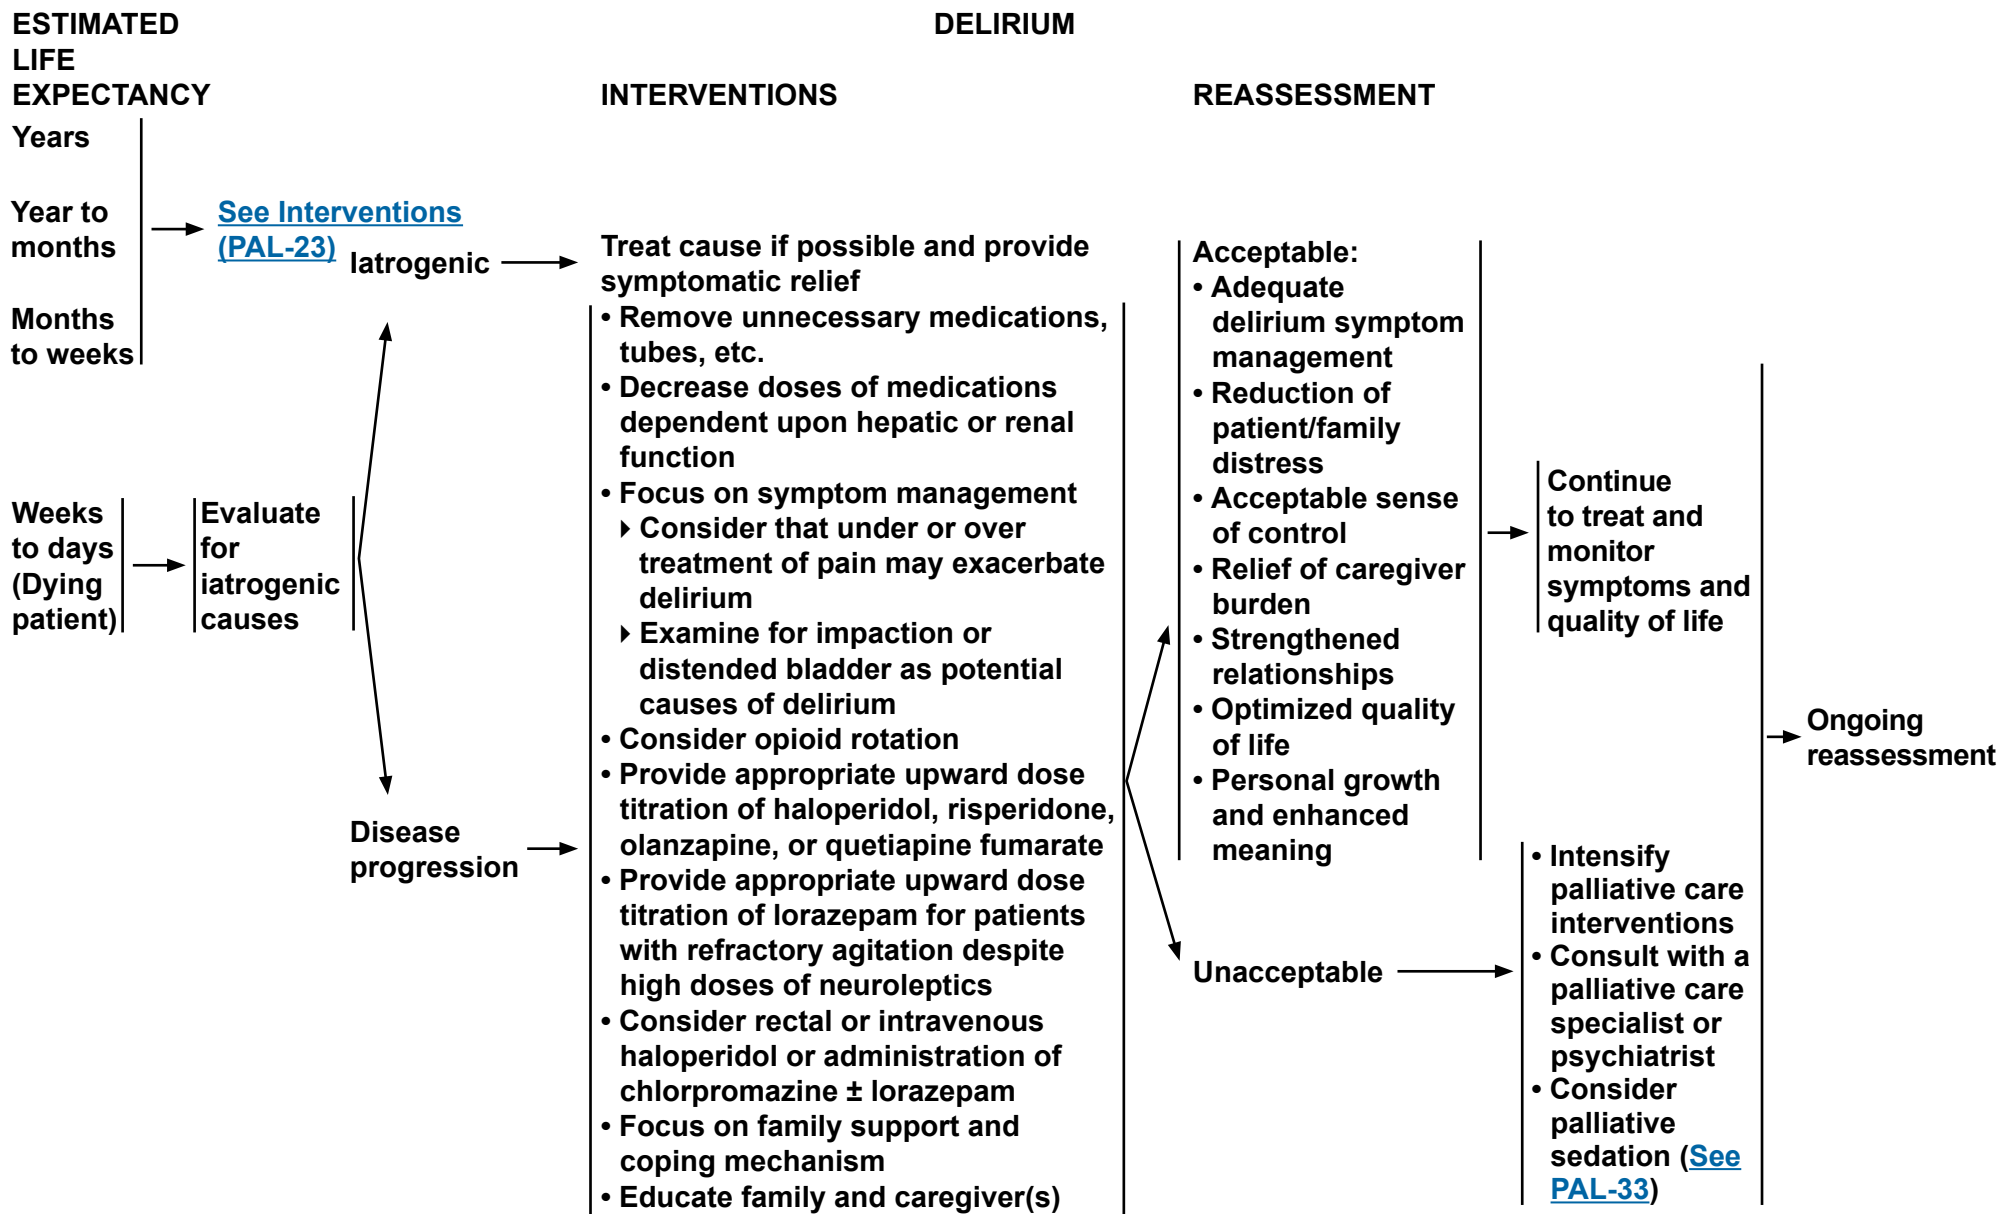 ESTIMATED
LIFE
EXPECTANCY
DELIRIUM
INTERVENTIONS
REASSESSMENT
Years
Year to
months
Months
to weeks
See Interventions
(PAL-23)
Weeks
to days
(Dying
patient)
Evaluate
for
iatrogenic
causes
Iatrogenic
Disease
progression
Treat cause if possible and provide
symptomatic relief
• Remove unnecessary medications,
tubes, etc.
• Decrease doses of medications
dependent upon hepatic or renal
function
• Focus on symptom management
▸ Consider that under or over
treatment of pain may exacerbate
delirium
▸ Examine for impaction or
distended bladder as potential
causes of delirium
• Consider opioid rotation
• Provide appropriate upward dose
titration of haloperidol, risperidone,
olanzapine, or quetiapine fumarate
• Provide appropriate upward dose
titration of lorazepam for patients
with refractory agitation despite
high doses of neuroleptics
• Consider rectal or intravenous
haloperidol or administration of
chlorpromazine ± lorazepam
• Focus on family support and
coping mechanism
• Educate family and caregiver(s)
Acceptable:
• Adequate
delirium symptom
management
• Reduction of
patient/family
distress
• Acceptable sense
of control
• Relief of caregiver
burden
• Strengthened
relationships
• Optimized quality
of life
• Personal growth
and enhanced
meaning
Unacceptable
Continue
to treat and
monitor
symptoms and
quality of life
• Intensify
palliative care
interventions
• Consult with a
palliative care
specialist or
psychiatrist
• Consider
palliative
sedation (See
PAL-33)
Ongoing
reassessment